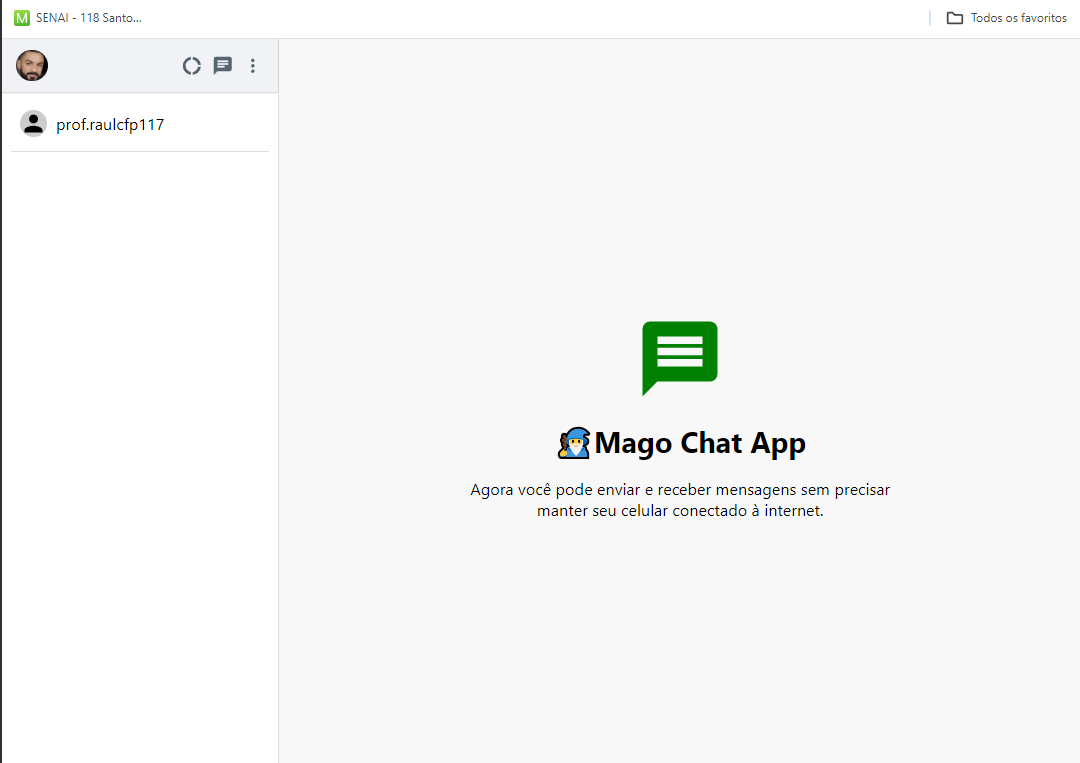 M SENAI - 118 Santo...
Todos os favoritos
prof.raulcfp117
Mago Chat App
Agora você pode enviar e receber mensagens sem precisar
manter seu celular conectado à internet.